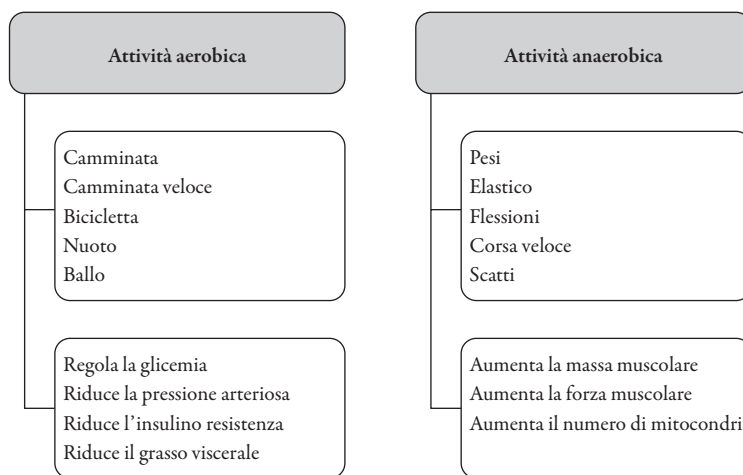 Attività aerobica
Camminata
Camminata veloce
Bicicletta
Nuoto
Ballo
Regola la glicemia
Riduce la pressione arteriosa
Riduce l’insulino resistenza
Riduce il grasso viscerale
Attività anaerobica
Pesi
Elastico
Flessioni
Corsa veloce
Scatti
Aumenta la massa muscolare
Aumenta la forza muscolare
Aumenta il numero di mitocondri